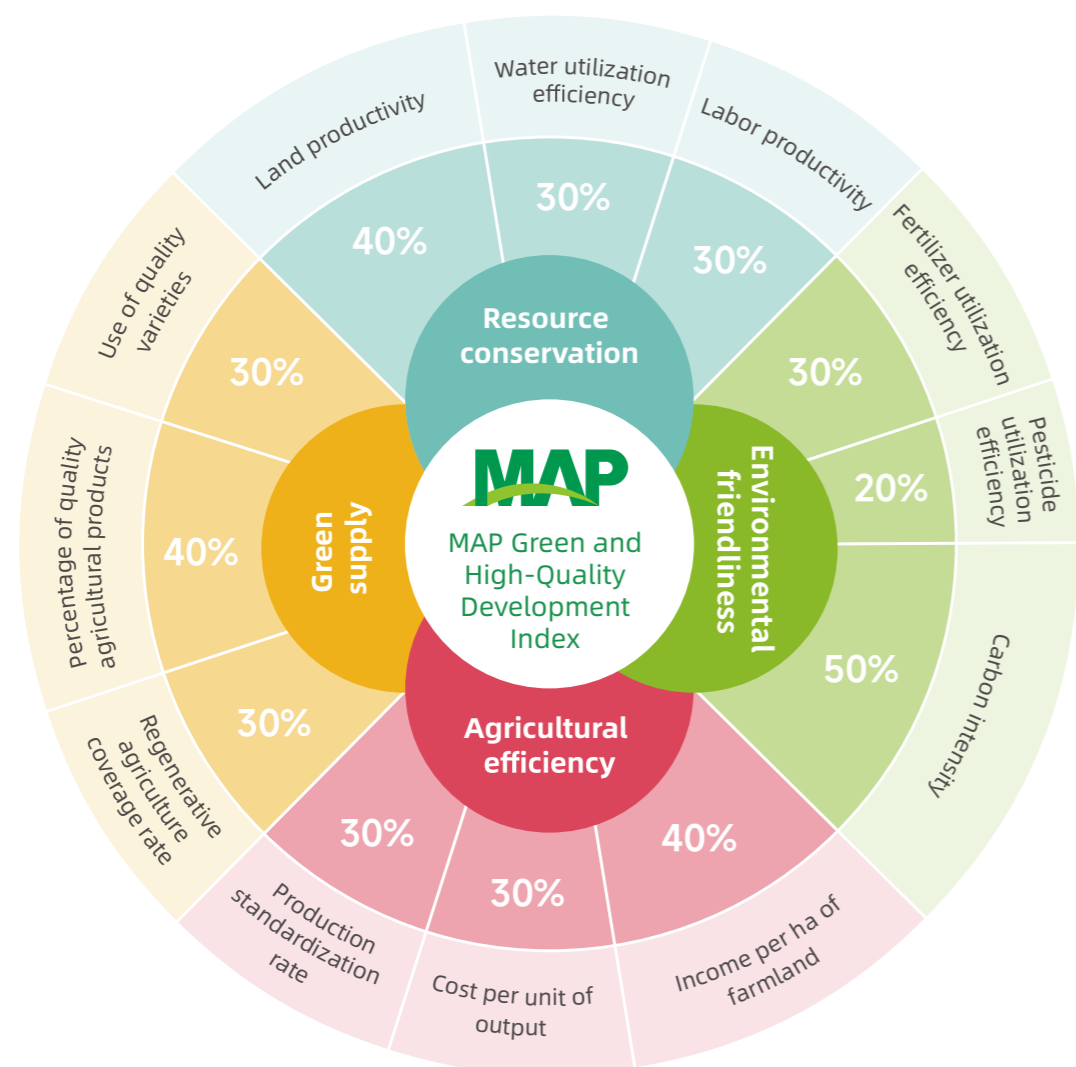 MAP
MAP Green and
High-Quality
Development
Index
Resource
conservation
Land productivity
40%
Water utilization
efficiency
30%
Labor productivity
30%
Environmental
friendliness
Fertilizer utilization
efficiency
30%
Pesticide
utilization
efficiency
20%
Carbon intensity
50%
Agricultural
efficiency
Income per ha of
farmland
40%
Cost per unit of
output
30%
Production
standardization
rate
30%
Green
supply
Regenerative
agriculture
coverage rate
30%
Percentage of quality
agricultural products
40%
Use of quality
varieties
30%